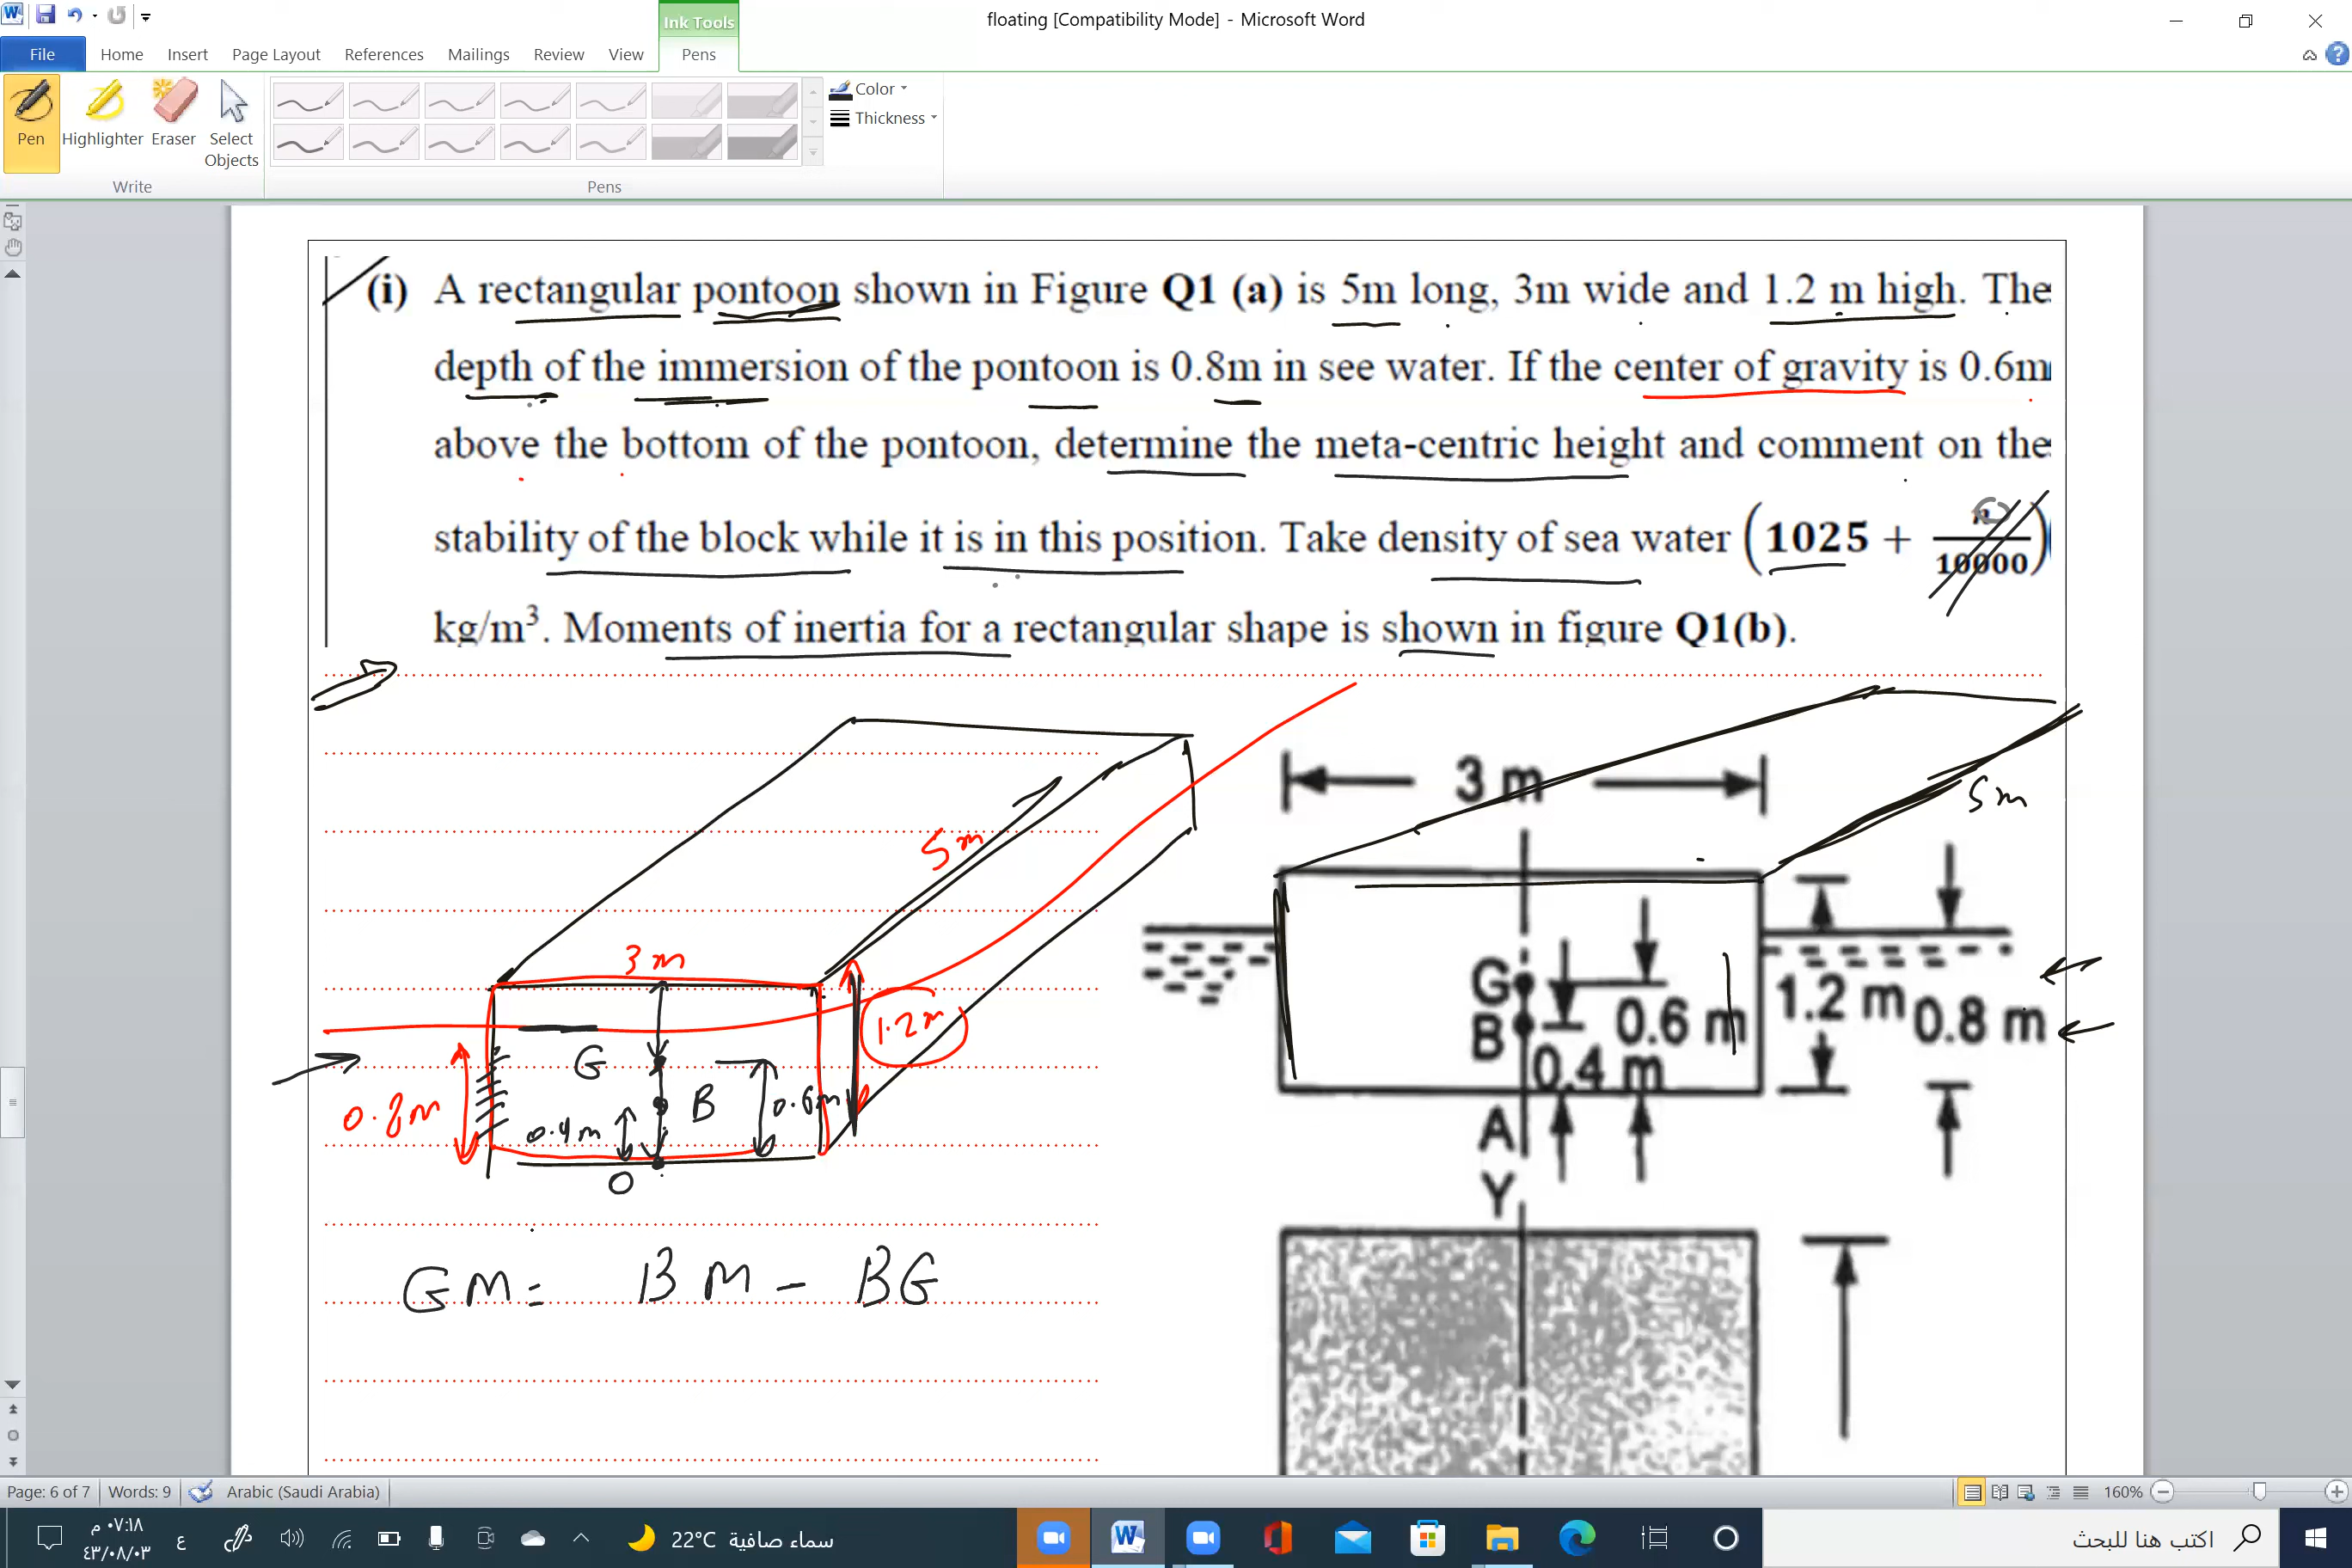 floating [Compatibility Mode] - Microsoft Word
Ink Tools
File Home Insert Page Layout References Mailings Review View Pens
Pen Highlighter Eraser Select Objects
Color
Thickness
Write Pens
(i) A rectangular pontoon shown in Figure Q1 (a) is 5m long, 3m wide and 1.2 m high. The
depth of the immersion of the pontoon is 0.8m in see water. If the center of gravity is 0.6m
above the bottom of the pontoon, determine the meta-centric height and comment on the
stability of the block while it is in this position. Take density of sea water (1025 + /10000)
kg/m³. Moments of inertia for a rectangular shape is shown in figure Q1(b).
5m
3m
1.2m
G
B
0.6m
0.4m
0.8m
O
GM = BM - BG
3 m
5m
G
B
0.6 m
0.4 m
1.2 m
0.8 m
A
Y
Page: 6 of 7 Words: 9 Arabic (Saudi Arabia) 160%
٠٧:١٨ م
٤٣/٠٨/٠٣
ع
22°C سماء صافية
اكتب هنا للبحث